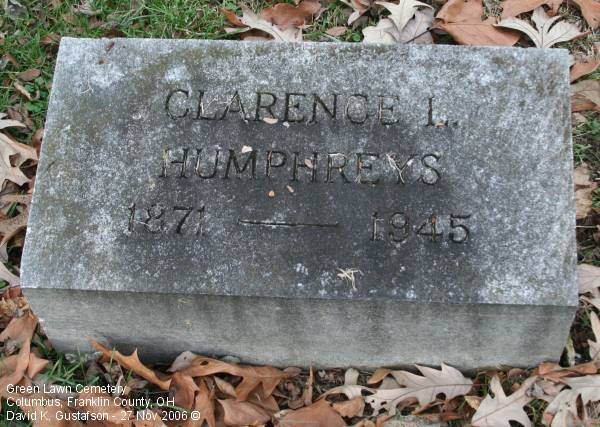 CLARENCE L.
HUMPHREYS
1871 — 1945
Green Lawn Cemetery
Columbus, Franklin County, OH
David K. Gustafson - 27 Nov 2006 ©